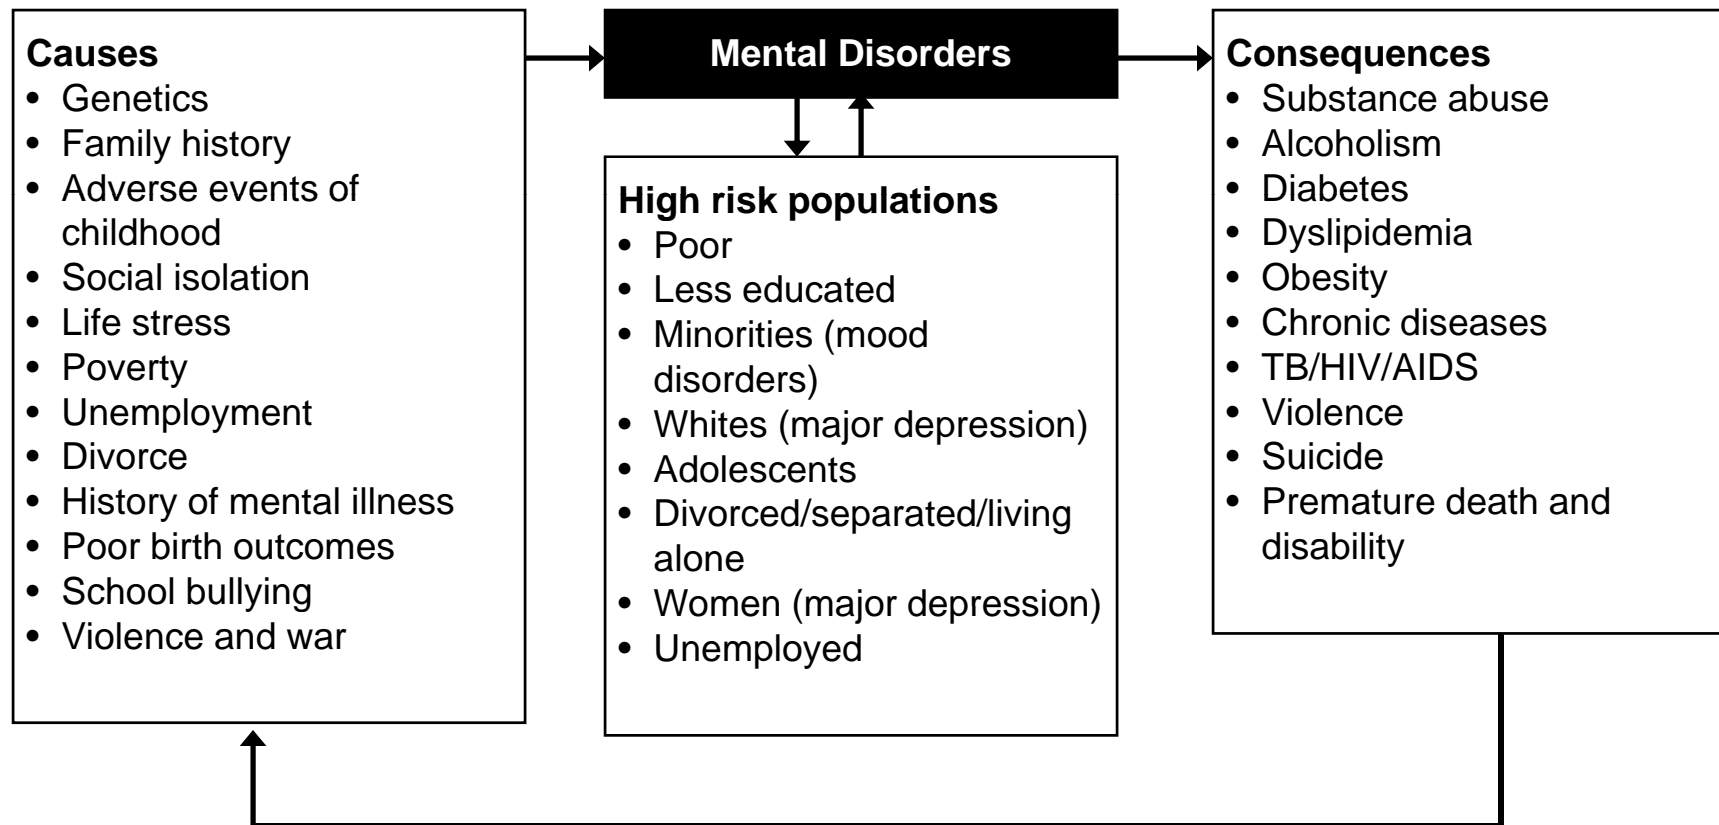 Causes
• Genetics
• Family history
• Adverse events of
childhood
• Social isolation
• Life stress
• Poverty
• Unemployment
• Divorce
• History of mental illness
• Poor birth outcomes
• School bullying
• Violence and war
Mental Disorders
High risk populations
• Poor
• Less educated
• Minorities (mood
disorders)
• Whites (major depression)
• Adolescents
• Divorced/separated/living
alone
• Women (major depression)
• Unemployed
Consequences
• Substance abuse
• Alcoholism
• Diabetes
• Dyslipidemia
• Obesity
• Chronic diseases
• TB/HIV/AIDS
• Violence
• Suicide
• Premature death and
disability